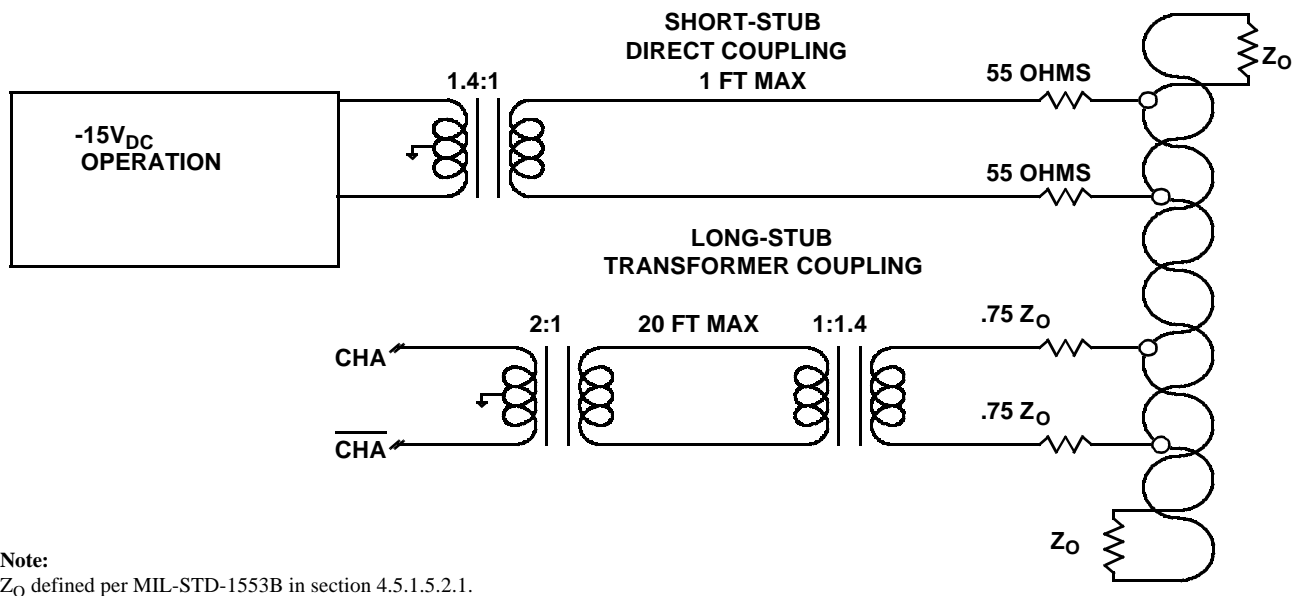 SHORT-STUB
DIRECT COUPLING
1 FT MAX
1.4:1
55 OHMS
Z_O
-15V_DC
OPERATION
55 OHMS
LONG-STUB
TRANSFORMER COUPLING
2:1
20 FT MAX
1:1.4
.75 Z_O
CHA
.75 Z_O
C̅H̅A̅
Z_O
Note:
Z_O defined per MIL-STD-1553B in section 4.5.1.5.2.1.